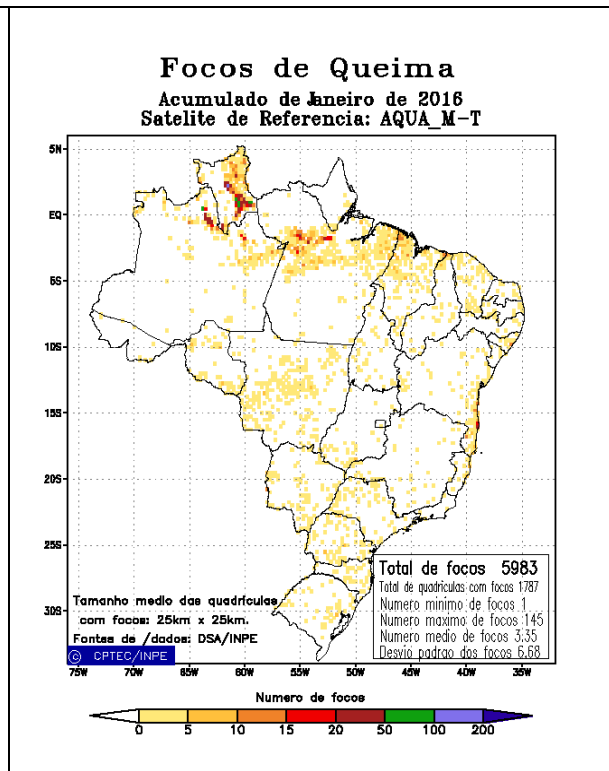 Focos de Queima
Acumulado de Janeiro de 2016
Satelite de Referencia: AQUA_M-T
5N
EQ
5S
10S
15S
20S
25S
30S
Total de focos 5983
Total de quadriculas com focos 1787
Numero minimo de focos 1
Numero maximo de focos 145
Numero medio de focos 3.35
Desvio padrao dos focos 6.68
Tamanho medio das quadriculas
com focos: 25km x 25km.
Fontes de /dados: DSA/INPE
© CPTEC/INPE
75W 70W 65W 60W 55W 50W 45W 40W 35W
Numero de focos
0 5 10 15 20 50 100 200